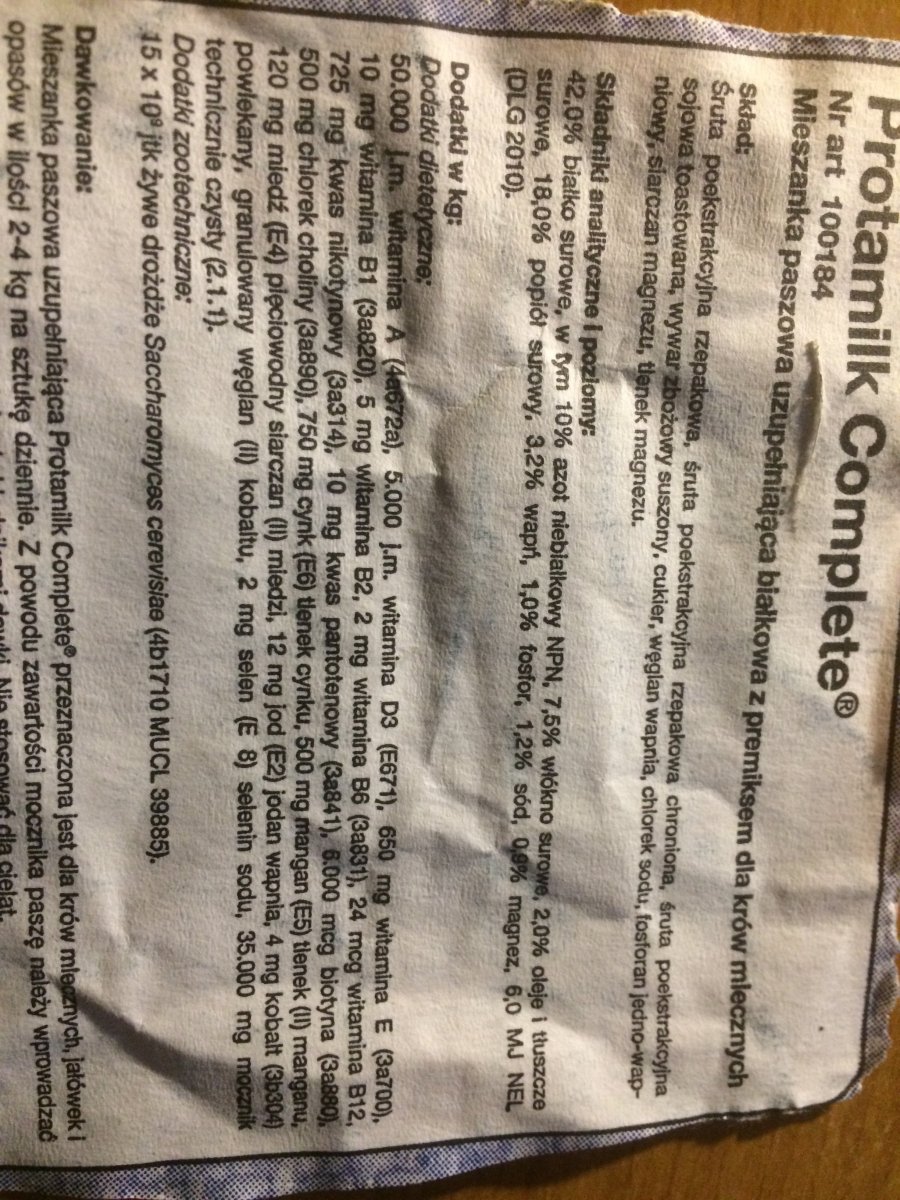 Protamilk Complete®
Nr art 100184
Mieszanka paszowa uzupełniająca białkowa z premiksem dla krów mlecznych
Skład:
Śruta poekstrakcyjna rzepakowa, śruta poekstrakcyjna rzepakowa chroniona, śruta poekstrakcyjna
sojowa toastowana, wywar zbożowy suszony, cukier, węglan wapnia, chlorek sodu, fosforan jedno-wap-
niowy, siarczan magnezu, tlenek magnezu.
Składniki analityczne i poziomy:
42,0% białko surowe, w tym 10% azot niebiałkowy NPN, 7,5% włókno surowe, 2,0% oleje i tłuszcze
surowe, 18,0% popiół surowy, 3,2% wapń, 1,0% fosfor, 1,2% sód, 0,9% magnez, 6,0 MJ NEL
(DLG 2010).
Dodatki w kg:
Dodatki dietetyczne:
50.000 j.m. witamina A (4a672a), 5.000 j.m. witamina D3 (E671), 650 mg witamina E (3a700),
10 mg witamina B1 (3a820), 5 mg witamina B2, 2 mg witamina B6 (3a831), 24 mcg witamina B12,
725 mg kwas nikotynowy (3a314), 10 mg kwas pantotenowy (3a841), 6.000 mcg biotyna (3a880),
500 mg chlorek choliny (3a890), 750 mg cynk (E6) tlenek cynku, 500 mg mangan (E5) tlenek (II) manganu,
120 mg miedź (E4) pięciowodny siarczan (II) miedzi, 12 mg jod (E2) jodan wapnia, 4 mg kobalt (3b304)
powlekany, granulowany węglan (II) kobaltu, 2 mg selen (E 8) selenin sodu, 35.000 mg mocznik
technicznie czysty (2.1.1).
Dodatki zootechniczne:
15 x 10⁹ jtk żywe drożdże Saccharomyces cerevisiae (4b1710 MUCL 39885).
Dawkowanie:
Mieszanka paszowa uzupełniająca Protamilk Complete® przeznaczona jest dla krów mlecznych, jałówek i
opasów w ilości 2-4 kg na sztukę dziennie. Z powodu zawartości mocznika paszę należy wprowadzać
dawki. Nie stosować dla cieląt.